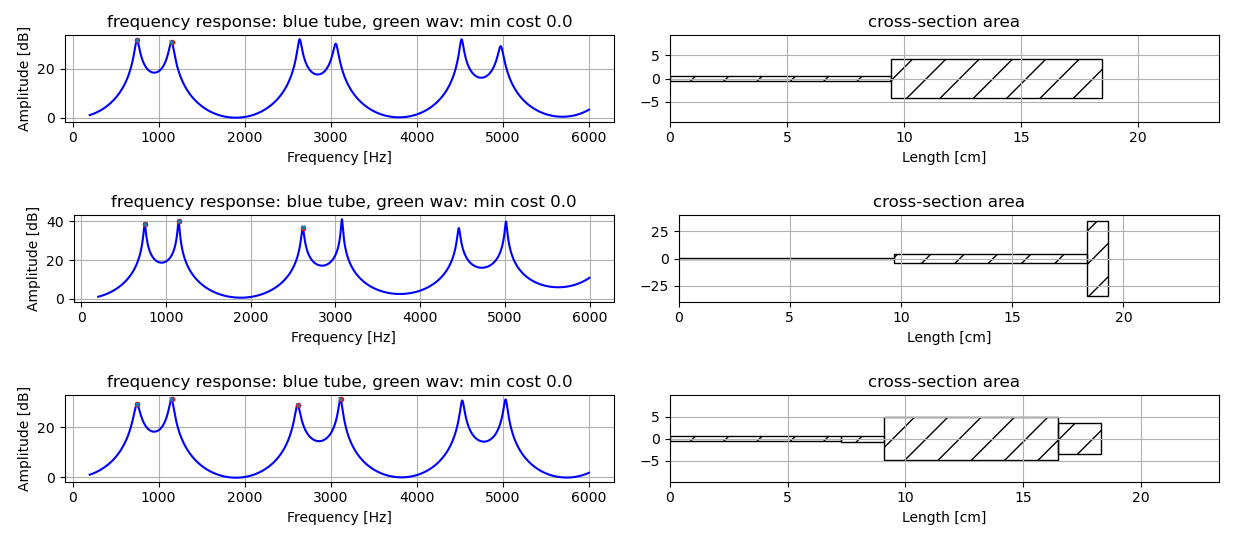 frequency response: blue tube, green wav: min cost 0.0
cross-section area
Amplitude [dB]
20
0
0 1000 2000 3000 4000 5000 6000
Frequency [Hz]
5
0
−5
0 5 10 15 20
Length [cm]
frequency response: blue tube, green wav: min cost 0.0
cross-section area
Amplitude [dB]
40
20
0
0 1000 2000 3000 4000 5000 6000
Frequency [Hz]
25
0
−25
0 5 10 15 20
Length [cm]
frequency response: blue tube, green wav: min cost 0.0
cross-section area
Amplitude [dB]
20
0
0 1000 2000 3000 4000 5000 6000
Frequency [Hz]
5
0
−5
0 5 10 15 20
Length [cm]